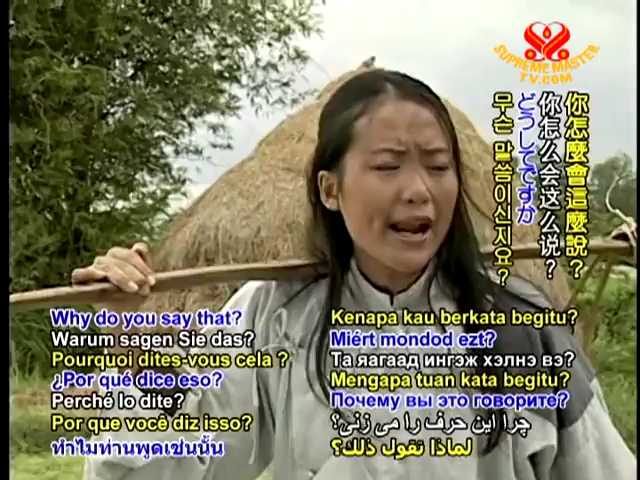 SUPREME MASTER
TV.COM
你怎麼會這麼說？
你怎么会这么说？
どうしてですか
무슨 말씀이신지요？
Why do you say that?
Warum sagen Sie das?
Pourquoi dites-vous cela ?
¿Por qué dice eso?
Perché lo dite?
Por que você diz isso?
ทำไมท่านพูดเช่นนั้น
Kenapa kau berkata begitu?
Miért mondod ezt?
Та яагаад ингэж хэлнэ вэ?
Mengapa tuan kata begitu?
Почему вы это говорите?
چرا این حرف را می زنی؟
لماذا تقول ذلك؟